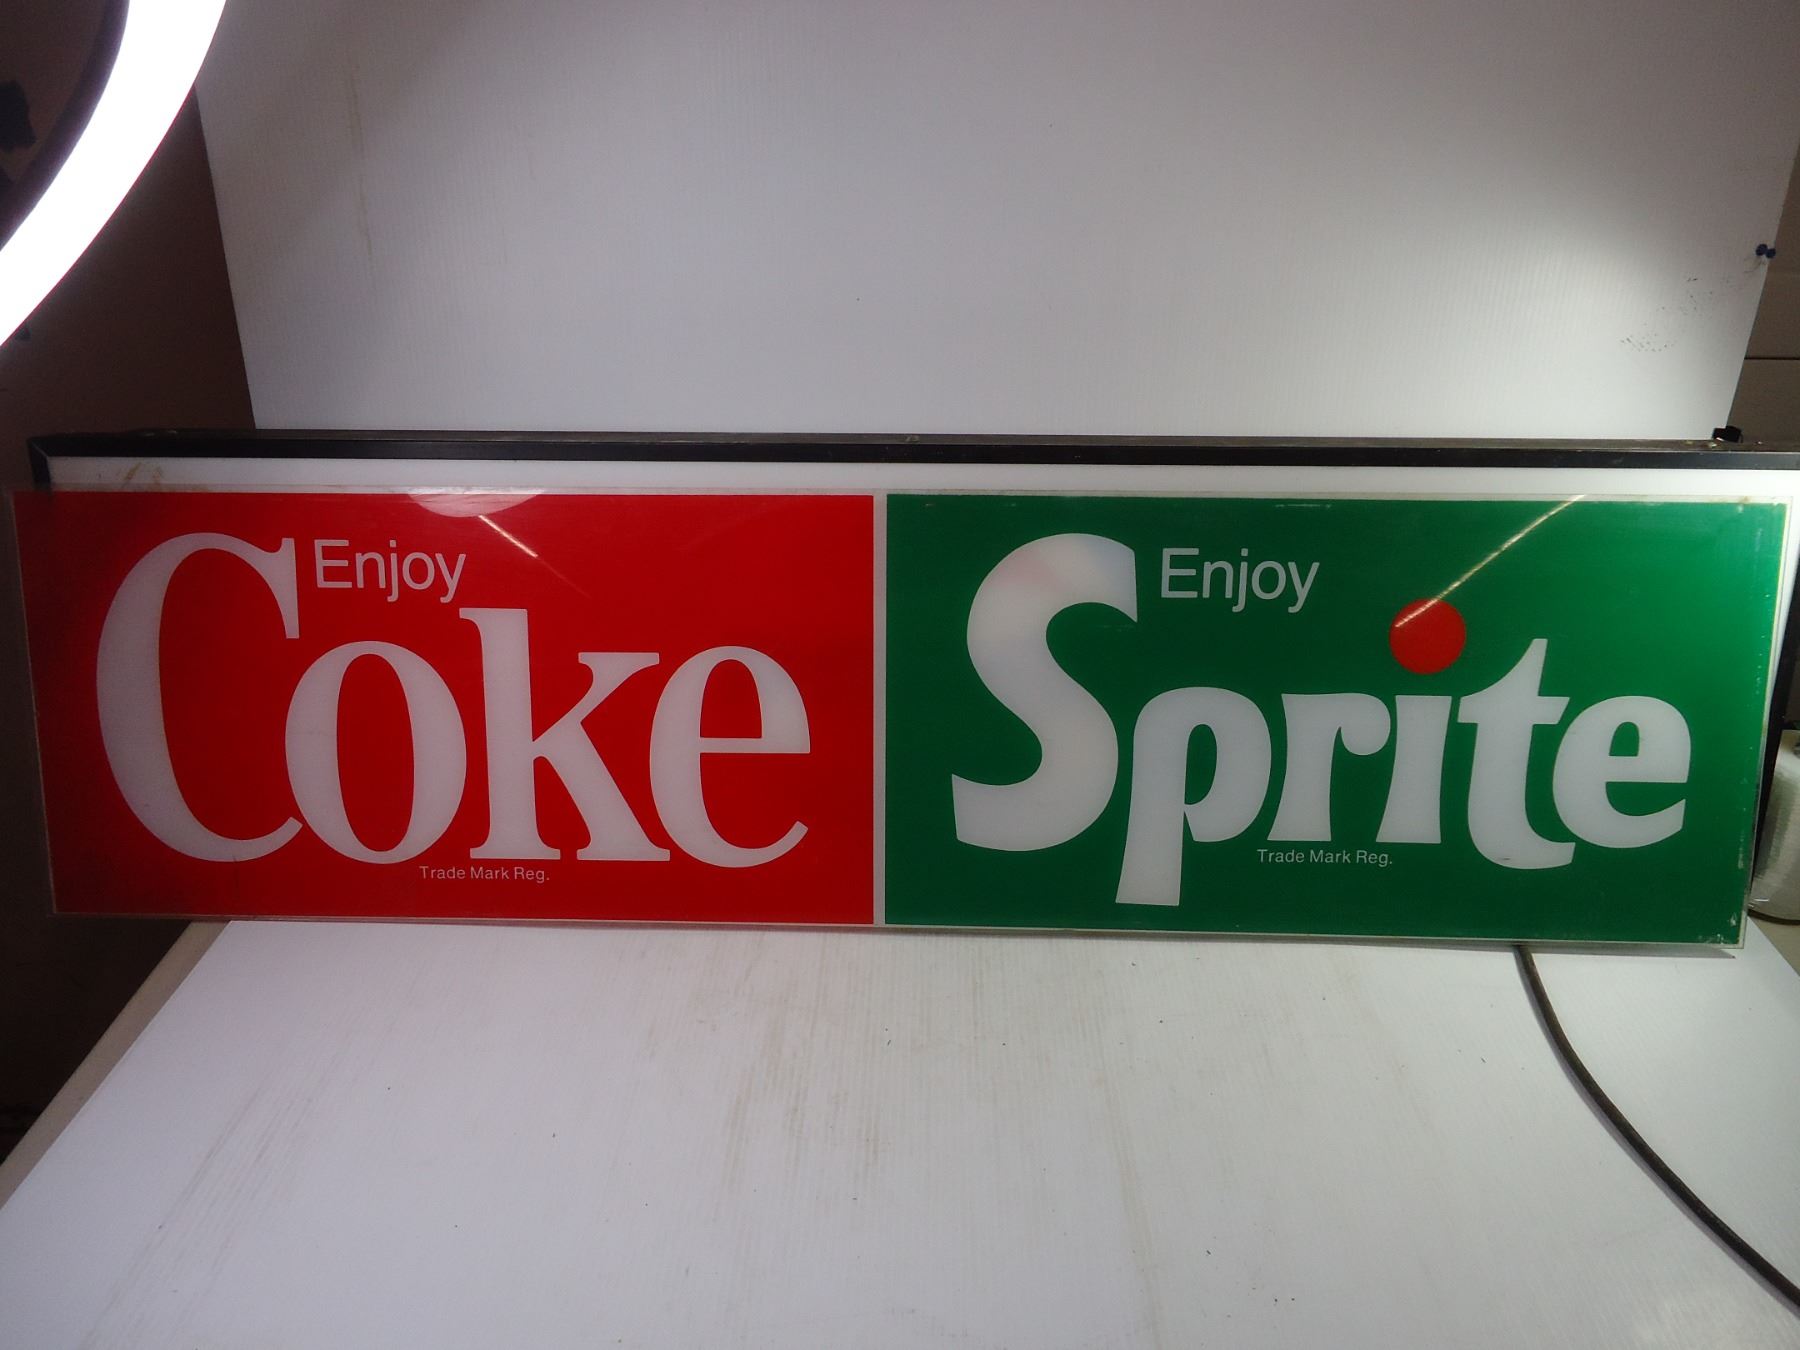 Enjoy
Coke
Trade Mark Reg.
Enjoy
Sprite
Trade Mark Reg.